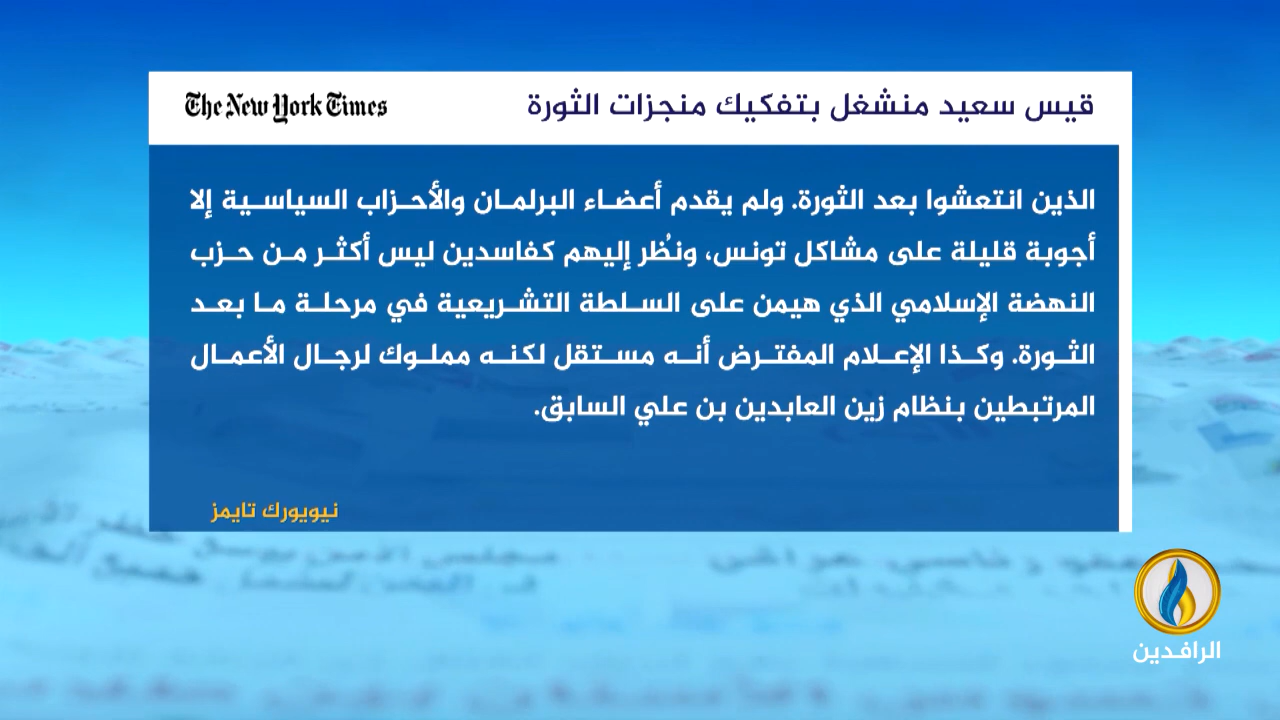 قيس سعيد منشغل بتفكيك منجزات الثورة
The New York Times
الذين انتعشوا بعد الثورة. ولم يقدم أعضاء البرلمان والأحزاب السياسية إلا
أجوبة قليلة على مشاكل تونس، ونُظر إليهم كفاسدين ليس أكثر من حزب
النهضة الإسلامي الذي هيمن على السلطة التشريعية في مرحلة ما بعد
الثورة. وكذا الإعلام المفترض أنه مستقل لكنه مملوك لرجال الأعمال
المرتبطين بنظام زين العابدين بن علي السابق.
نيويورك تايمز
الرافدين